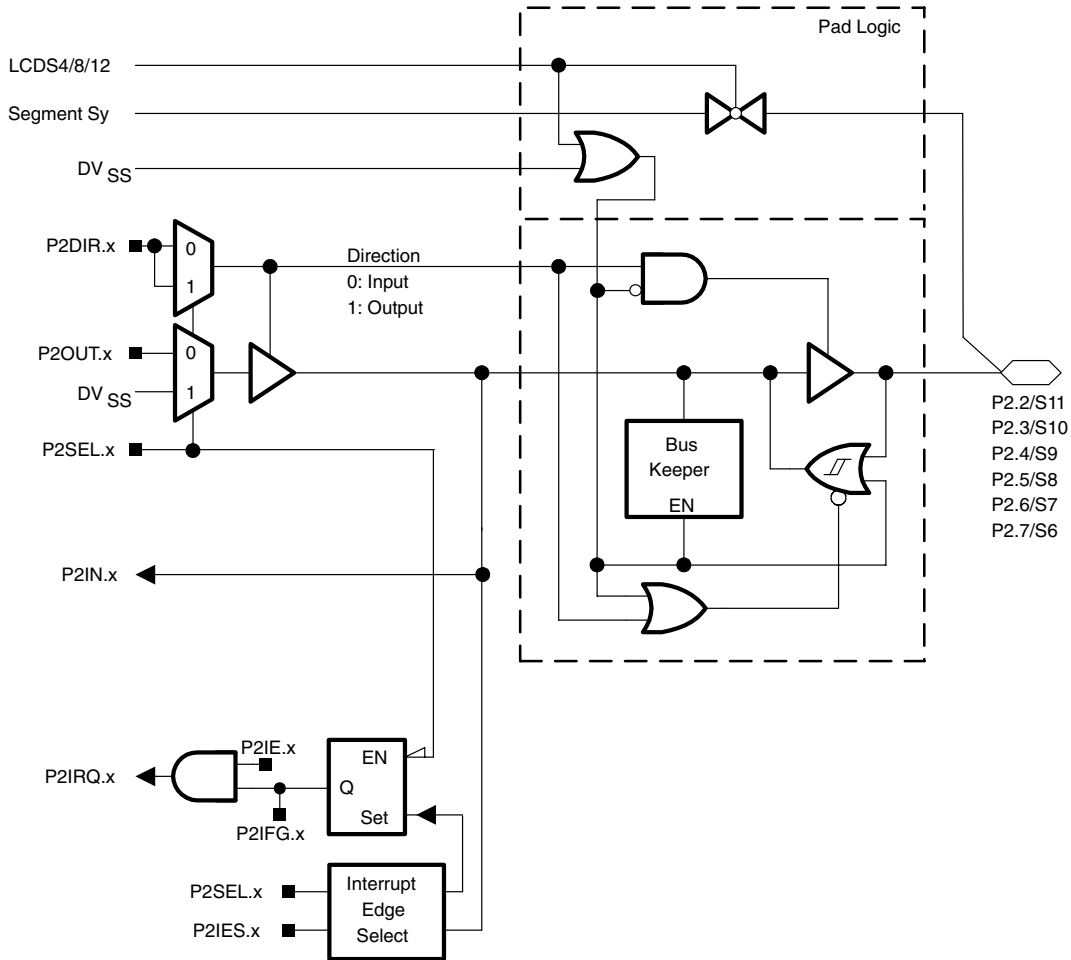 Pad Logic
LCDS4/8/12
Segment Sy
DVSS
P2DIR.x
0
1
Direction
0: Input
1: Output
P2OUT.x
0
DVSS
1
P2SEL.x
Bus
Keeper
EN
P2.2/S11
P2.3/S10
P2.4/S9
P2.5/S8
P2.6/S7
P2.7/S6
P2IN.x
P2IE.x
EN
P2IRQ.x
Q
Set
P2IFG.x
P2SEL.x
P2IES.x
Interrupt
Edge
Select